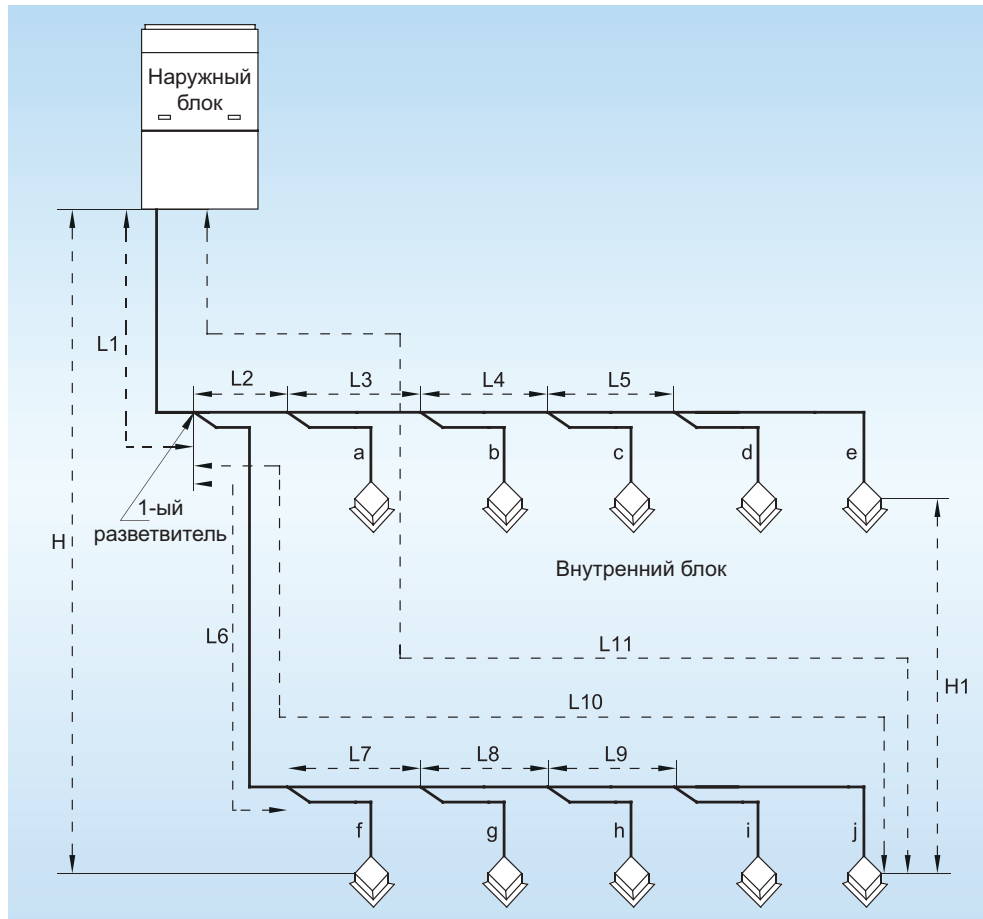 Наружный
блок
H
L1
L2
L3
L4
L5
a
b
c
d
e
1-ый
разветвитель
Внутренний блок
L6
L11
L10
H1
L7
L8
L9
f
g
h
i
j